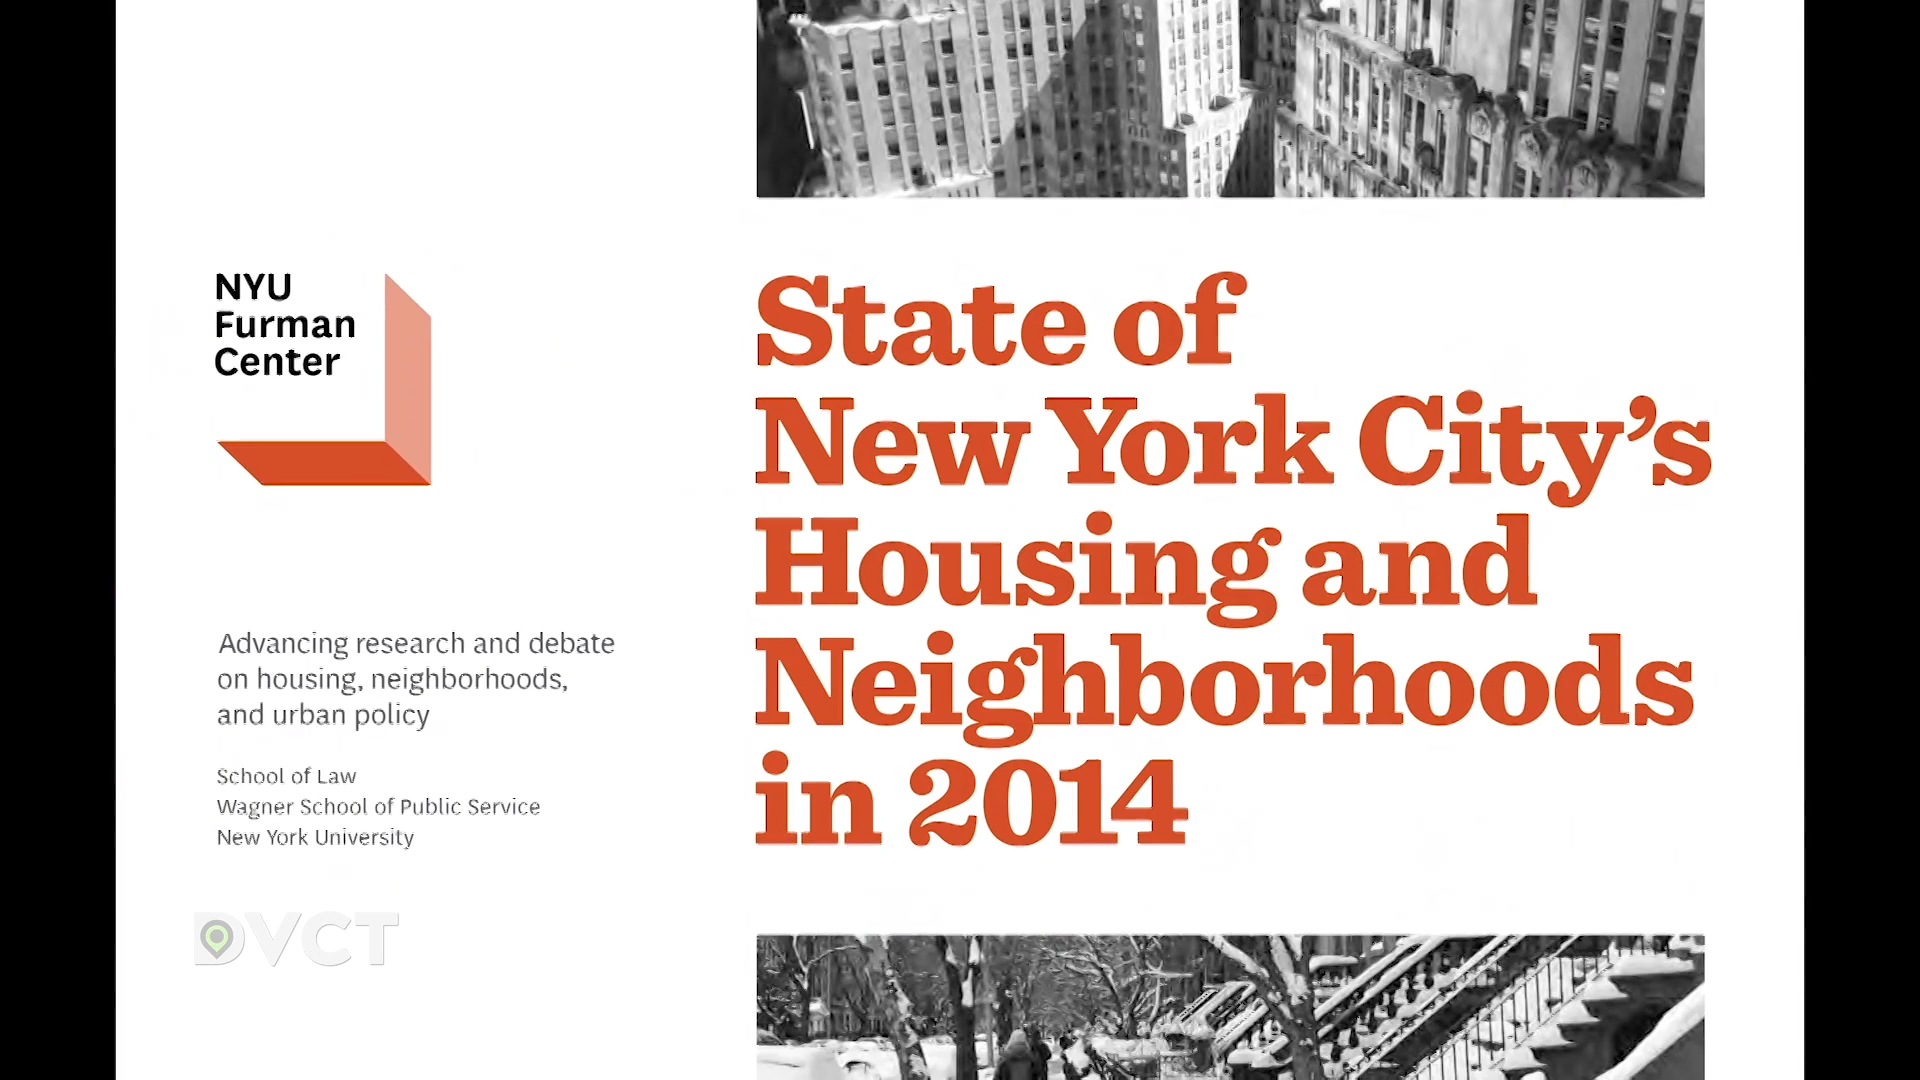 NYU
Furman
Center
Advancing research and debate
on housing, neighborhoods,
and urban policy
School of Law
Wagner School of Public Service
New York University
DVCT
State of
New York City’s
Housing and
Neighborhoods
in 2014